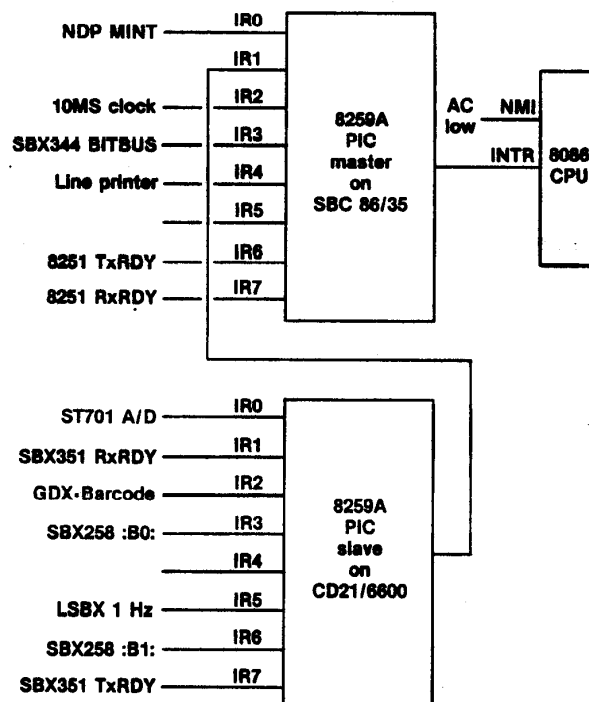 NDP MINT
IR0
IR1
10MS clock
IR2
SBX344 BITBUS
IR3
Line printer
IR4
IR5
8251 TxRDY
IR6
8251 RxRDY
IR7
8259A
PIC
master
on
SBC 86/35
AC
low
NMI
INTR
8086
CPU
ST701 A/D
IR0
SBX351 RxRDY
IR1
GDX-Barcode
IR2
SBX258 :B0:
IR3
IR4
LSBX 1 Hz
IR5
SBX258 :B1:
IR6
SBX351 TxRDY
IR7
8259A
PIC
slave
on
CD21/6600